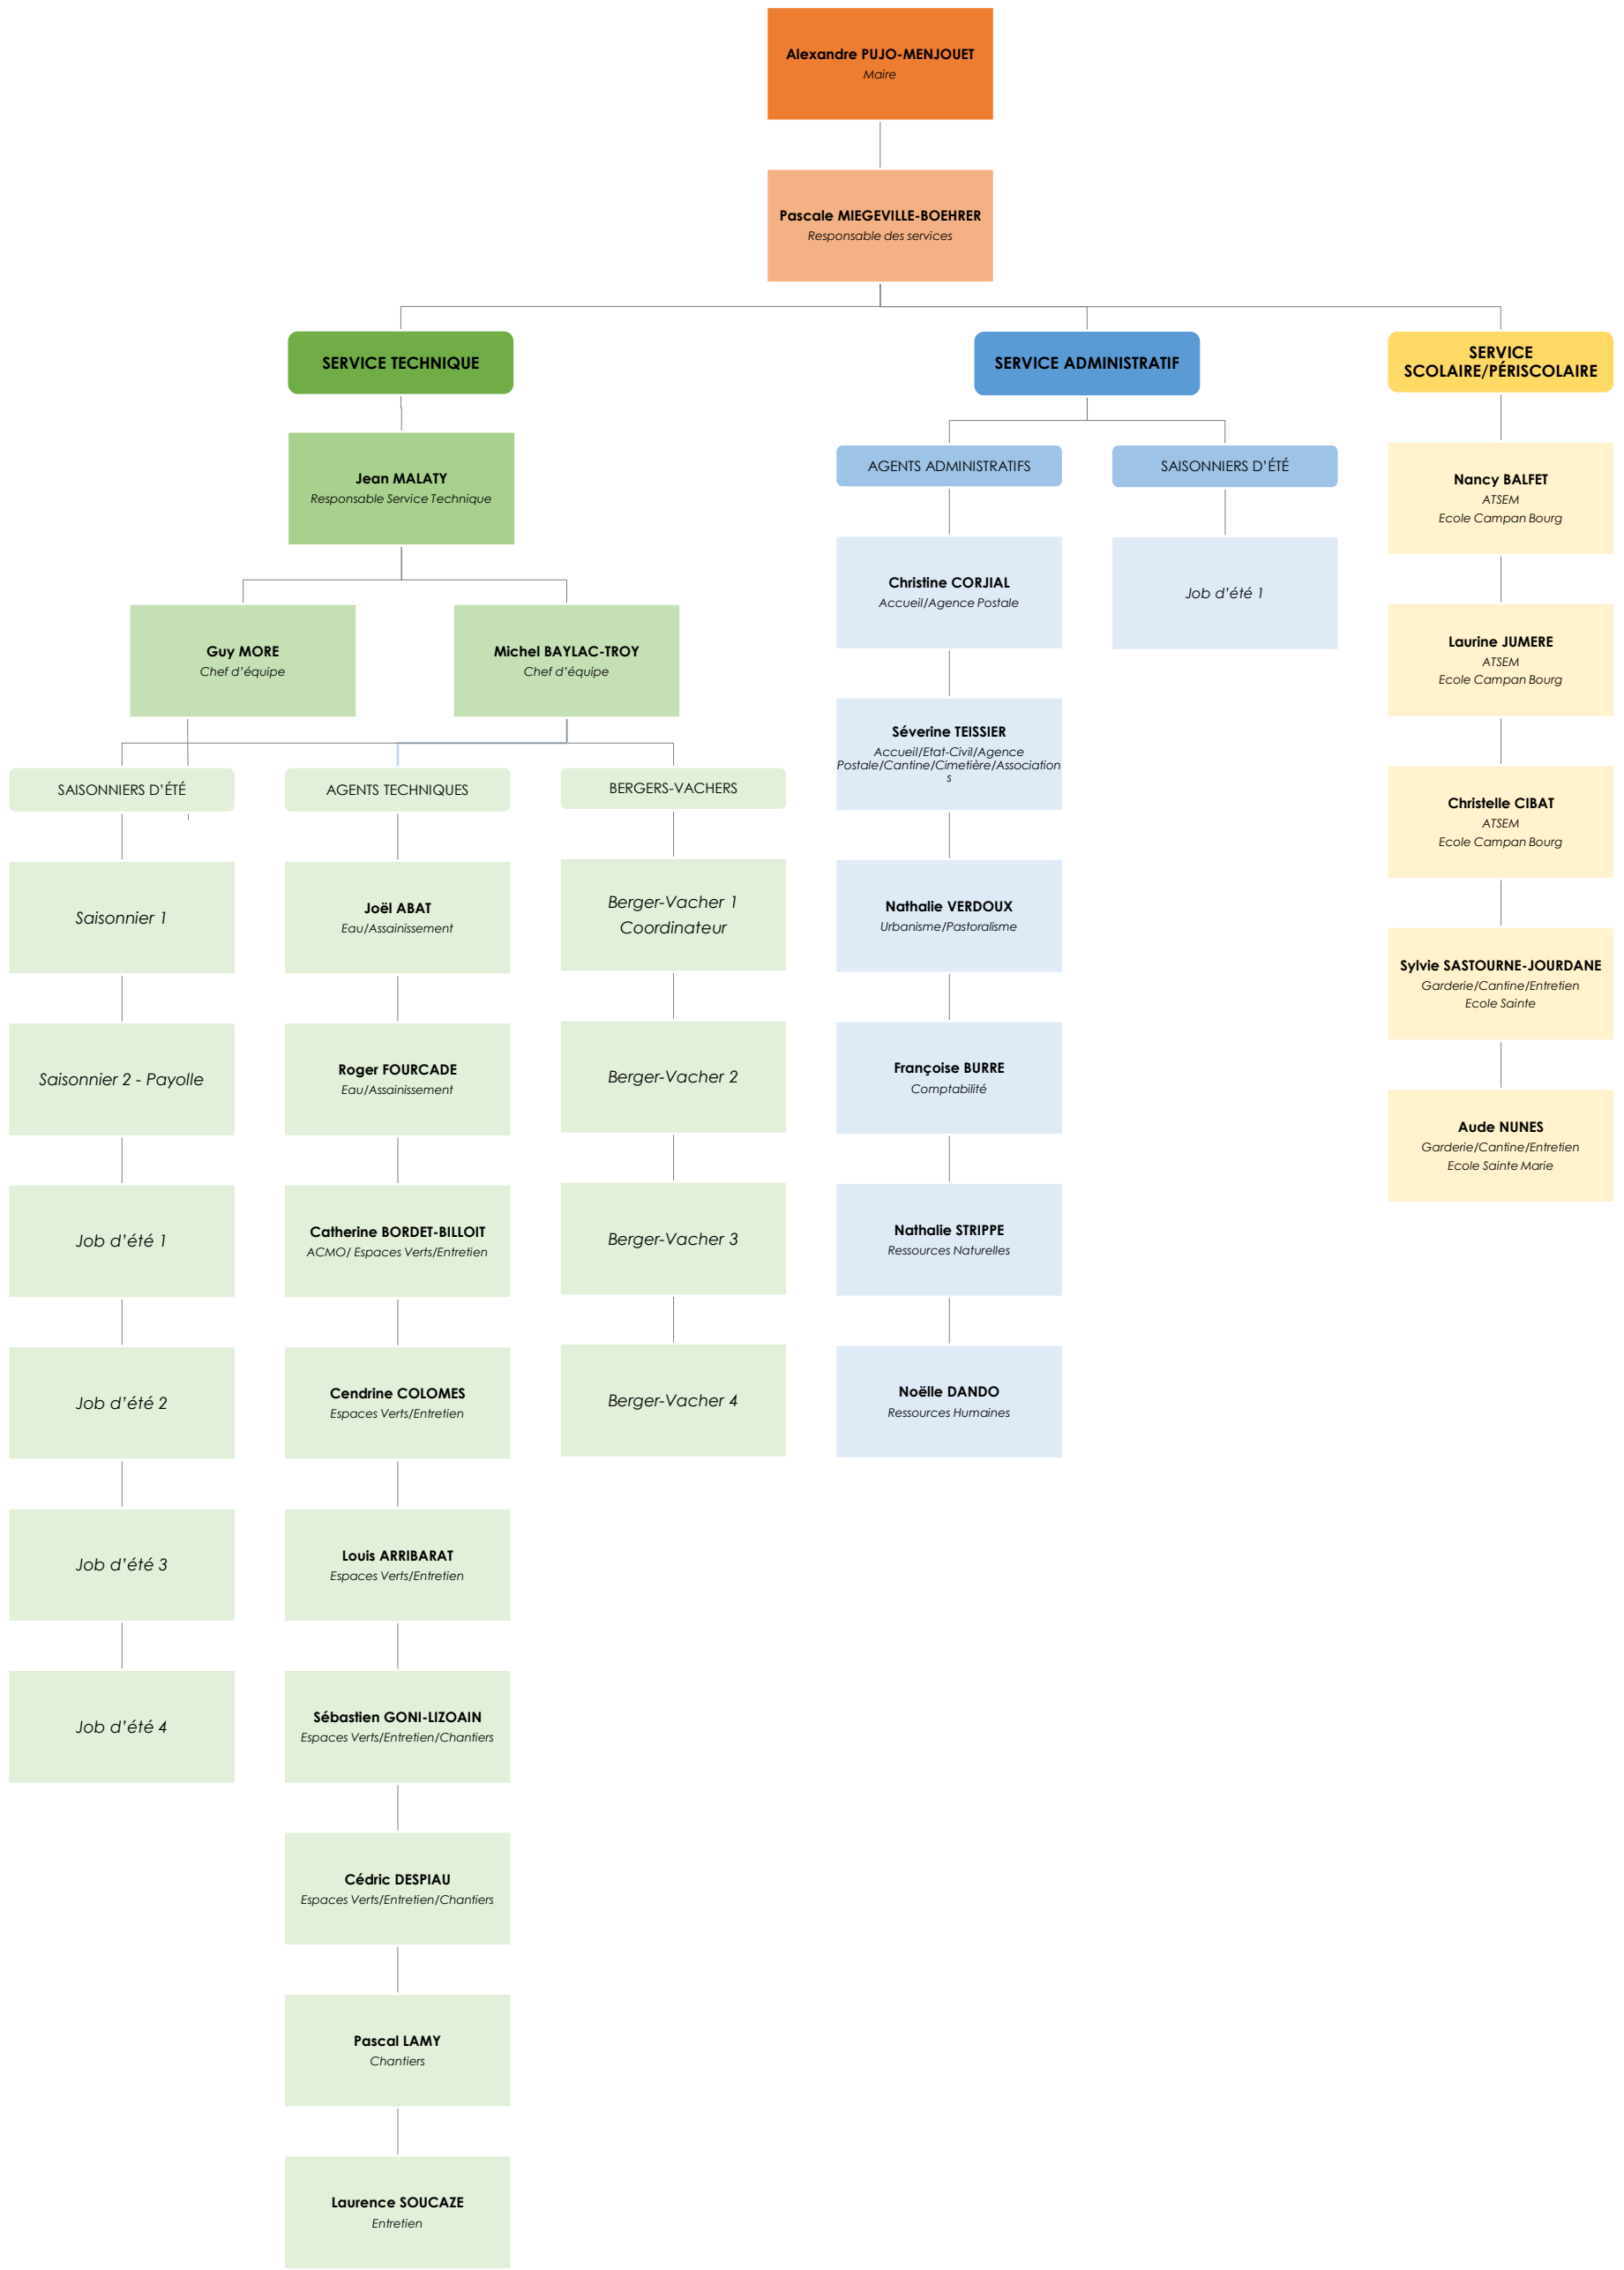 Alexandre PUJO-MENJOUET
Maire
Pascale MIEGEVILLE-BOEHRER
Responsable des services
SERVICE TECHNIQUE
Jean MALATY
Responsable Service Technique
Guy MORE
Chef d'équipe
Michel BAYLAC-TROY
Chef d'équipe
SAISONNIERS D'ÉTÉ
Saisonnier 1
Saisonnier 2 - Payolle
Job d'été 1
Job d'été 2
Job d'été 3
Job d'été 4
AGENTS TECHNIQUES
Joël ABAT
Eau/Assainissement
Roger FOURCADE
Eau/Assainissement
Catherine BORDET-BILLOIT
ACMO/ Espaces Verts/Entretien
Cendrine COLOMES
Espaces Verts/Entretien
Louis ARRIBARAT
Espaces Verts/Entretien
Sébastien GONI-LIZOAIN
Espaces Verts/Entretien/Chantiers
Cédric DESPIAU
Espaces Verts/Entretien/Chantiers
Pascal LAMY
Chantiers
Laurence SOUCAZE
Entretien
BERGERS-VACHERS
Berger-Vacher 1
Coordinateur
Berger-Vacher 2
Berger-Vacher 3
Berger-Vacher 4
SERVICE ADMINISTRATIF
AGENTS ADMINISTRATIFS
Christine CORJIAL
Accueil/Agence Postale
Séverine TEISSIER
Accueil/Etat-Civil/Agence
Postale/Cantine/Cimetière/Association
s
Nathalie VERDOUX
Urbanisme/Pastoralisme
Françoise BURRE
Comptabilité
Nathalie STRIPPE
Ressources Naturelles
Noëlle DANDO
Ressources Humaines
SAISONNIERS D'ÉTÉ
Job d'été 1
SERVICE
SCOLAIRE/PÉRISCOLAIRE
Nancy BALFET
ATSEM
Ecole Campan Bourg
Laurine JUMERE
ATSEM
Ecole Campan Bourg
Christelle CIBAT
ATSEM
Ecole Campan Bourg
Sylvie SASTOURNE-JOURDANE
Garderie/Cantine/Entretien
Ecole Sainte
Aude NUNES
Garderie/Cantine/Entretien
Ecole Sainte Marie